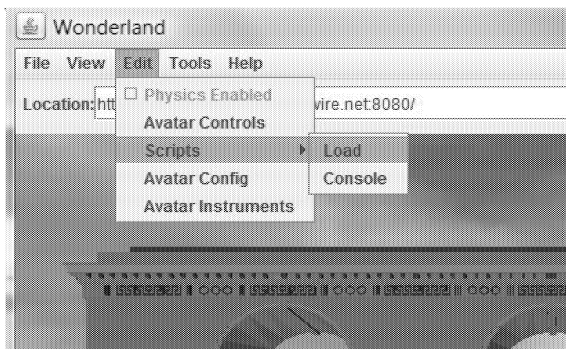 Wonderland
File View Edit Tools Help
Location: htt wire.net:8080/
Physics Enabled
Avatar Controls
Scripts
Load
Avatar Config
Console
Avatar Instruments